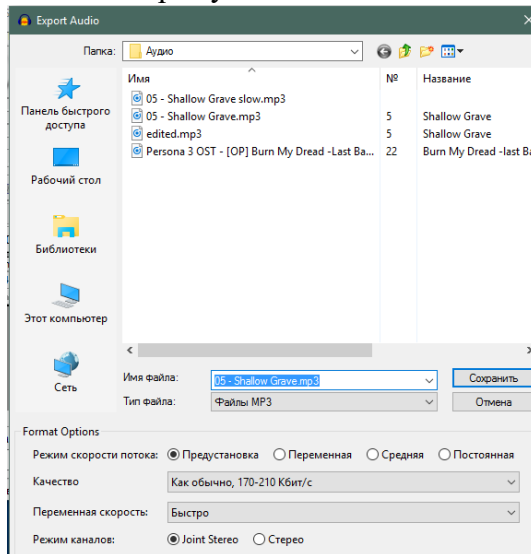 Export Audio
Папка: Аудио
Имя № Название
05 - Shallow Grave slow.mp3
05 - Shallow Grave.mp3 5 Shallow Grave
edited.mp3 5 Shallow Grave
Persona 3 OST - [OP] Burn My Dread -Last Ba... 22 Burn My Dread -last Ba
Панель быстрого
доступа
Рабочий стол
Библиотеки
Этот компьютер
Сеть
Имя файла: 05 - Shallow Grave.mp3 Сохранить
Тип файла: Файлы MP3 Отмена
Format Options
Режим скорости потока: Предустановка Переменная Средняя Постоянная
Качество Как обычно, 170-210 Кбит/с
Переменная скорость: Быстро
Режим каналов: Joint Stereo Стерео